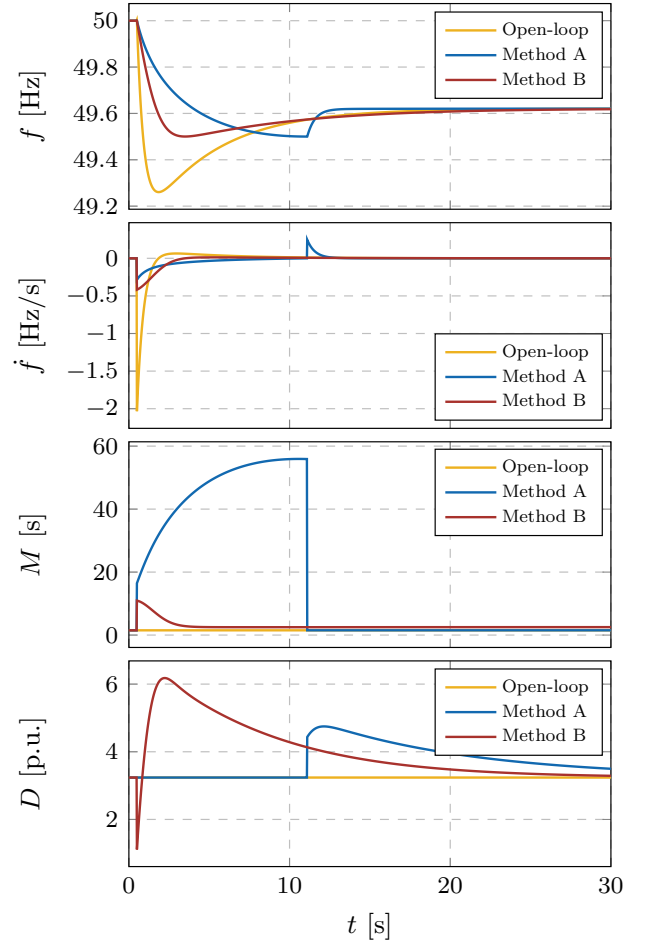 50
49.8
49.6
49.4
49.2
f [Hz]
Open-loop
Method A
Method B
0
−0.5
−1
−1.5
−2
ḟ [Hz/s]
Open-loop
Method A
Method B
60
40
20
0
M [s]
Open-loop
Method A
Method B
6
4
2
D [p.u.]
Open-loop
Method A
Method B
0 10 20 30
t [s]